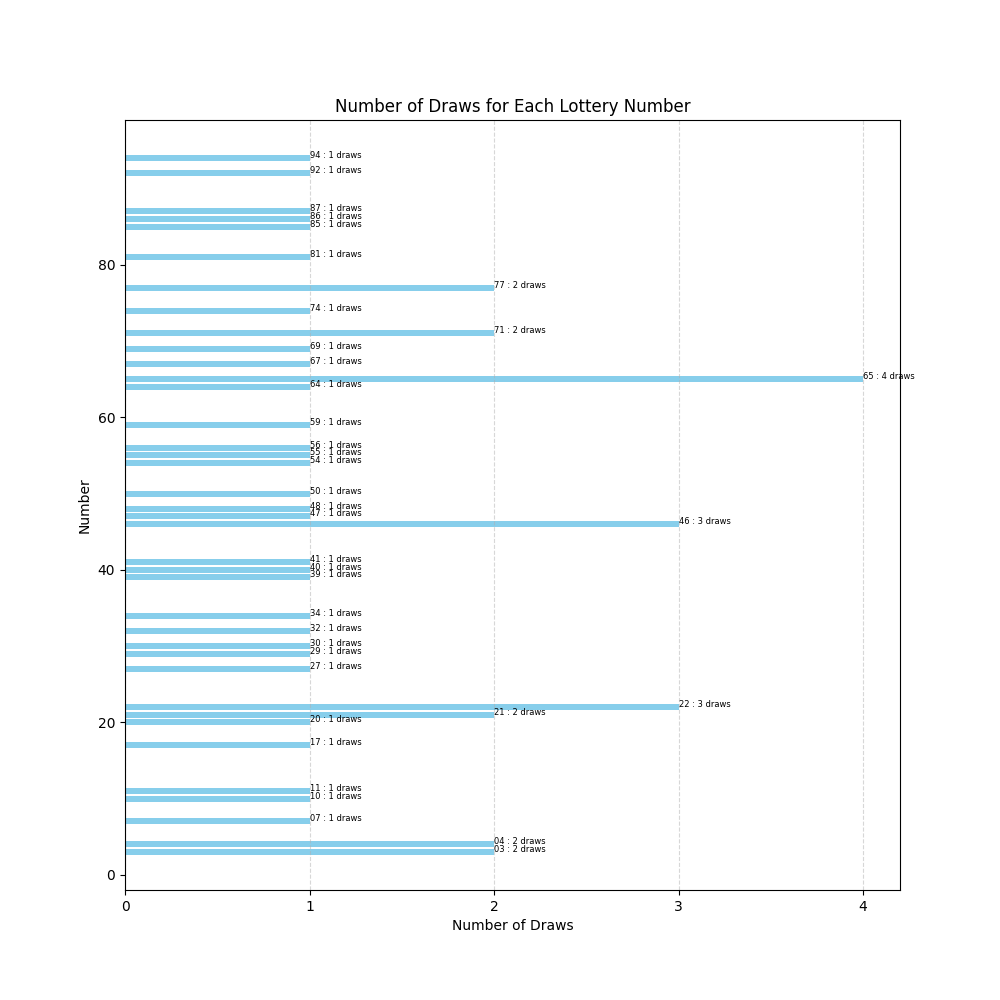 Number of Draws for Each Lottery Number
94 : 1 draws
92 : 1 draws
87 : 1 draws
86 : 1 draws
85 : 1 draws
81 : 1 draws
80
77 : 2 draws
74 : 1 draws
71 : 2 draws
69 : 1 draws
67 : 1 draws
65 : 4 draws
64 : 1 draws
60
59 : 1 draws
56 : 1 draws
55 : 1 draws
54 : 1 draws
50 : 1 draws
48 : 1 draws
47 : 1 draws
46 : 3 draws
Number
41 : 1 draws
40 : 1 draws
40
39 : 1 draws
34 : 1 draws
32 : 1 draws
30 : 1 draws
29 : 1 draws
27 : 1 draws
22 : 3 draws
21 : 2 draws
20 : 1 draws
20
17 : 1 draws
11 : 1 draws
10 : 1 draws
07 : 1 draws
04 : 2 draws
03 : 2 draws
0
0 1 2 3 4
Number of Draws